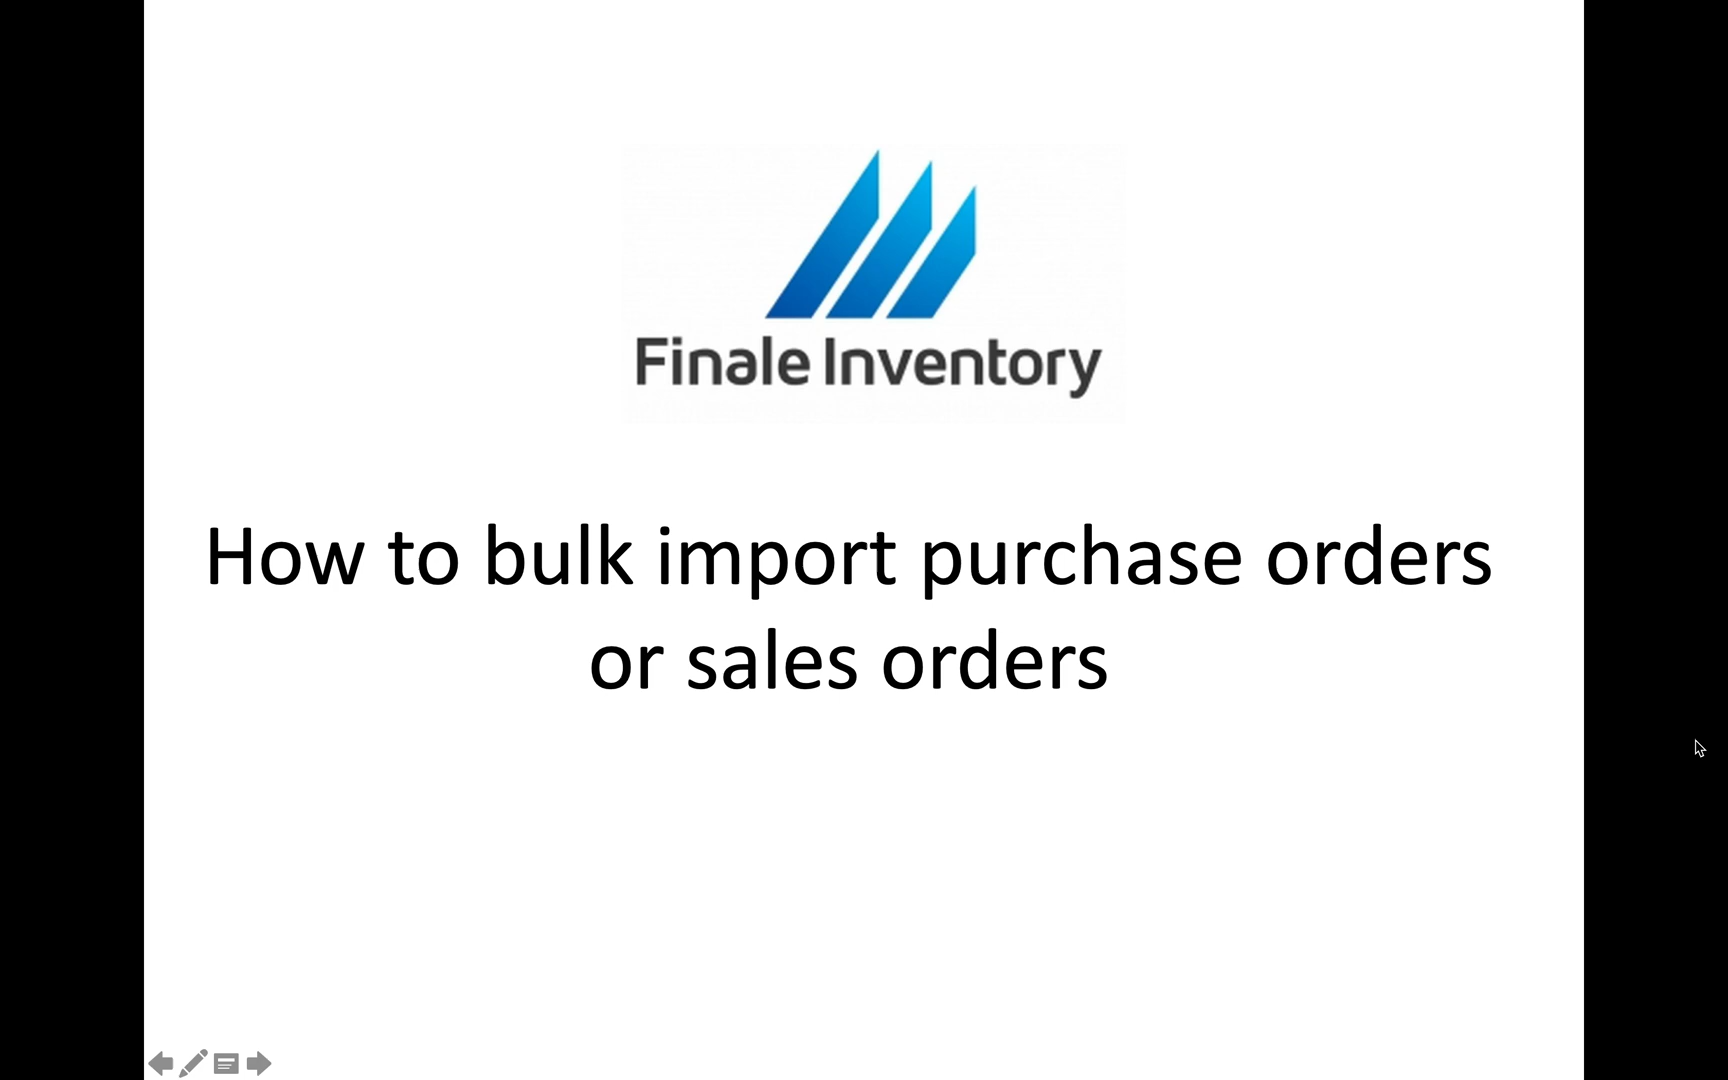 Finale Inventory
How to bulk import purchase orders
or sales orders